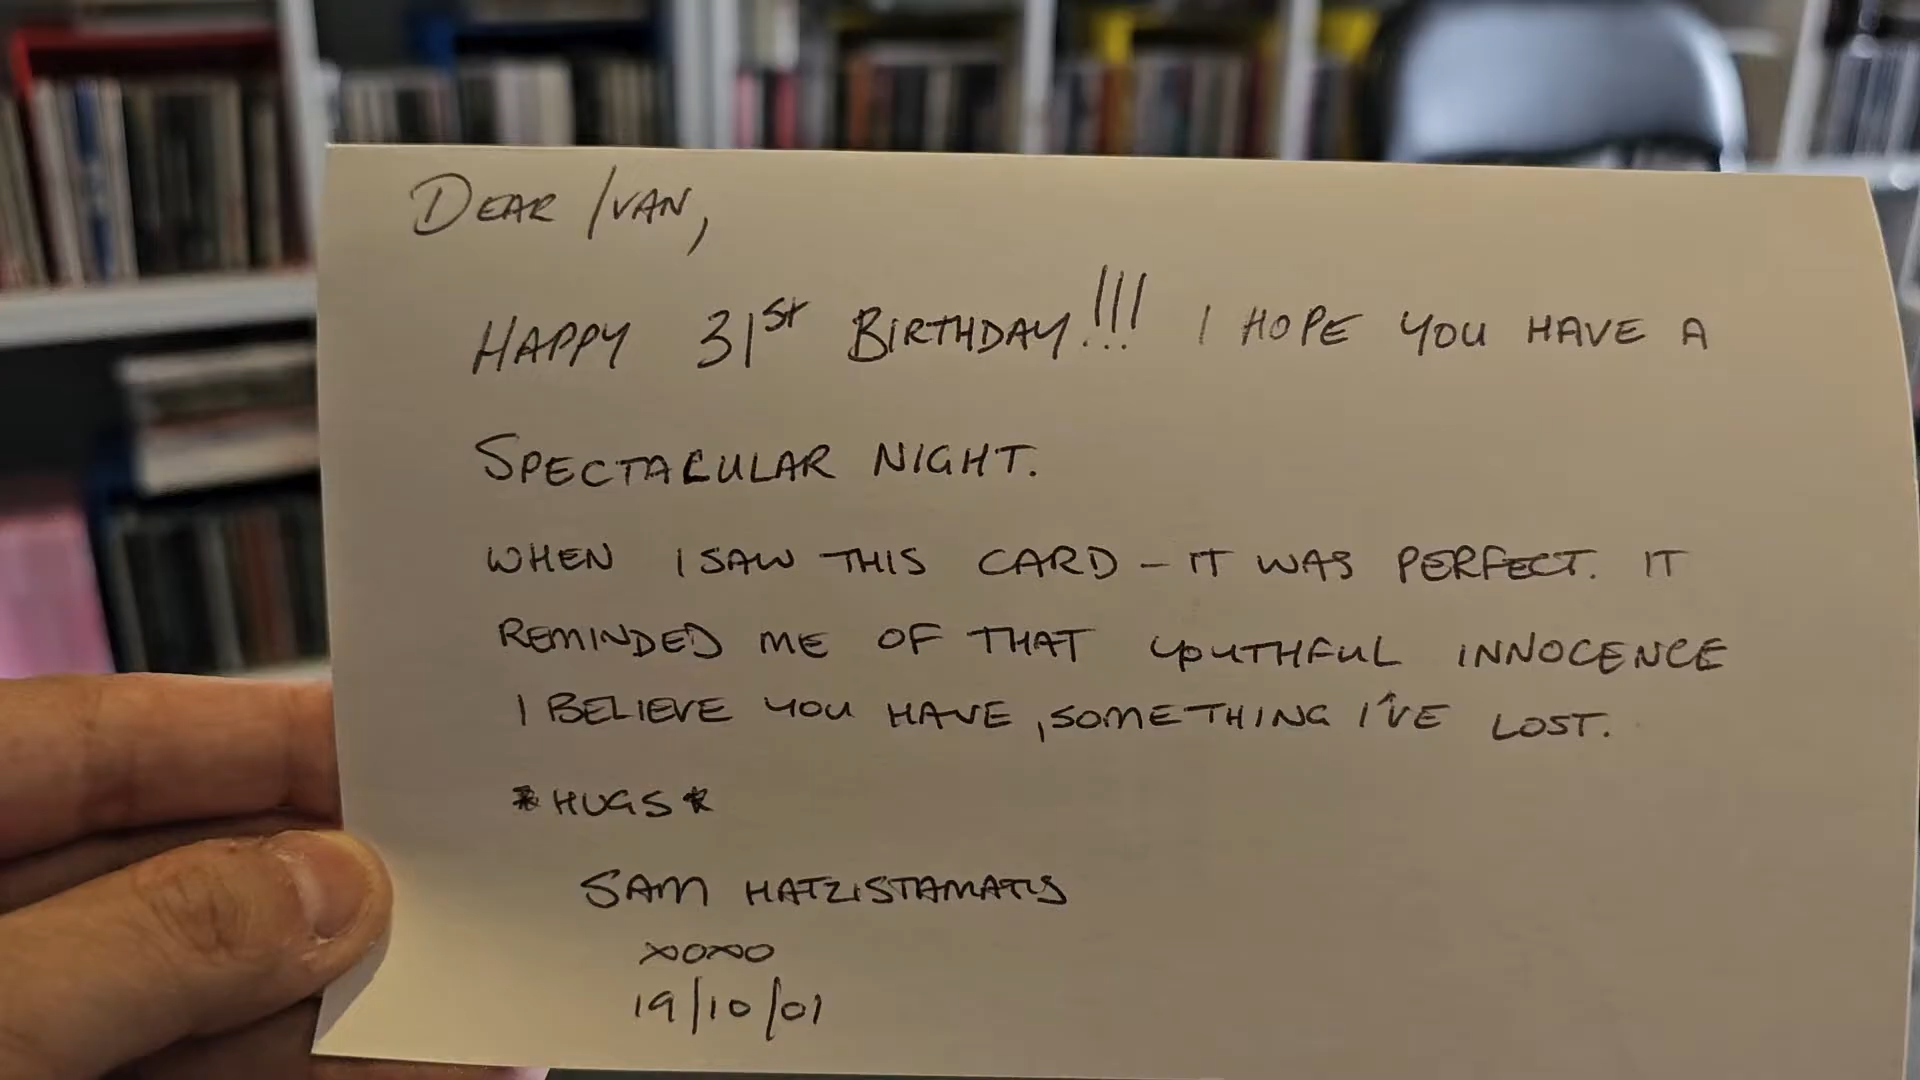 DEAR IVAN,
HAPPY 31st BIRTHDAY!!! I HOPE YOU HAVE A
SPECTACULAR NIGHT.
WHEN I SAW THIS CARD - IT WAS PERFECT. IT
REMINDED ME OF THAT YOUTHFUL INNOCENCE
I BELIEVE YOU HAVE, SOMETHING I'VE LOST.
*HUGS*
SAM HATZISTAMATIS
XOXO
19/10/01